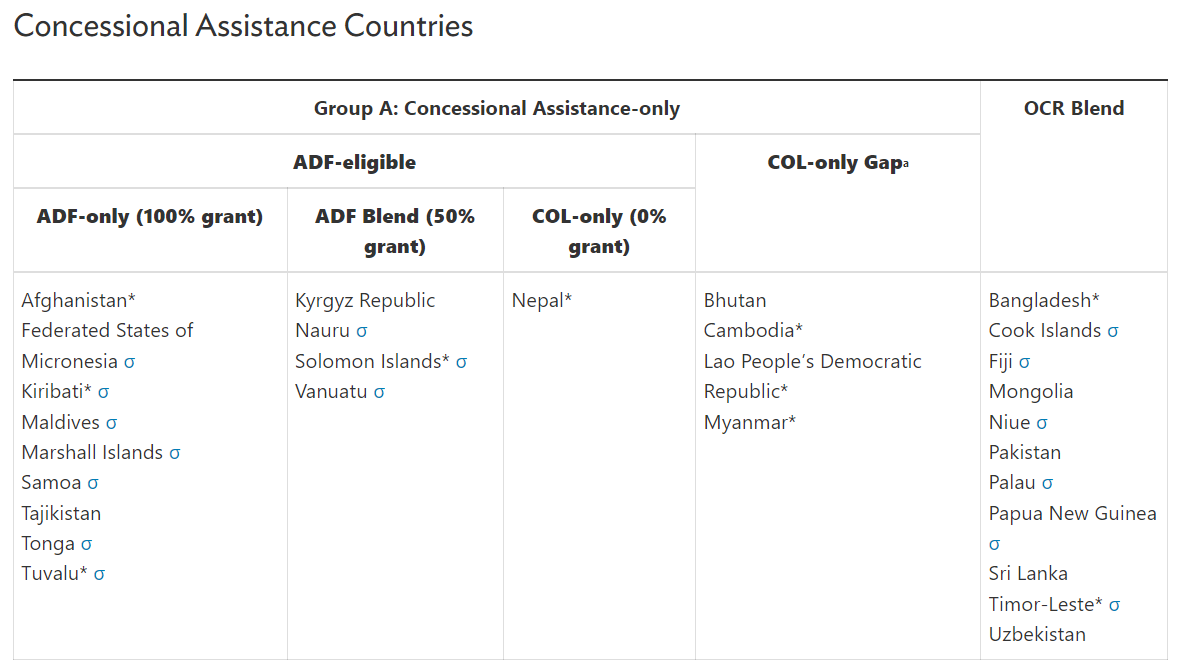 Concessional Assistance Countries
Group A: Concessional Assistance-only
OCR Blend
ADF-eligible
COL-only Gapᵃ
ADF-only (100% grant)
ADF Blend (50%
grant)
COL-only (0%
grant)
Afghanistan*
Federated States of
Micronesia σ
Kiribati* σ
Maldives σ
Marshall Islands σ
Samoa σ
Tajikistan
Tonga σ
Tuvalu* σ
Kyrgyz Republic
Nauru σ
Solomon Islands* σ
Vanuatu σ
Nepal*
Bhutan
Cambodia*
Lao People’s Democratic
Republic*
Myanmar*
Bangladesh*
Cook Islands σ
Fiji σ
Mongolia
Niue σ
Pakistan
Palau σ
Papua New Guinea
σ
Sri Lanka
Timor-Leste* σ
Uzbekistan